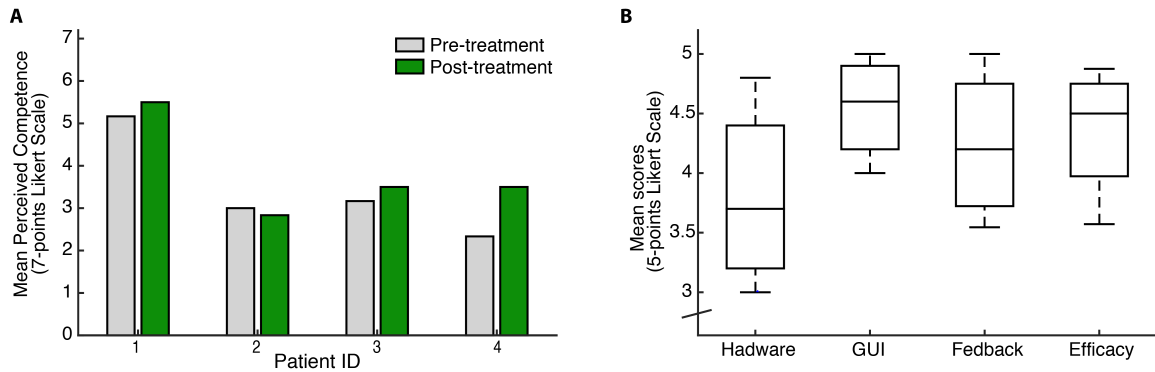 A
Mean Perceived Competence
(7-points Likert Scale)
7
6
5
4
3
2
1
0
Pre-treatment
Post-treatment
1 2 3 4
Patient ID
B
Mean scores
(5-points Likert Scale)
5
4.5
4
3.5
3
Hadware GUI Fedback Efficacy